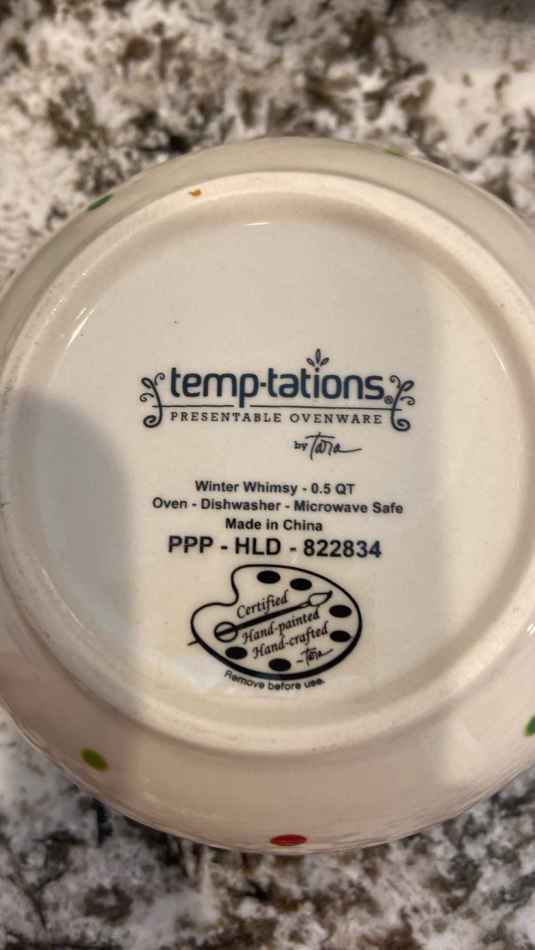 temp-tations®
PRESENTABLE OVENWARE
by Tara
Winter Whimsy - 0.5 QT
Oven - Dishwasher - Microwave Safe
Made in China
PPP - HLD - 822834
Certified
Hand-painted
Hand-crafted
- Tara
Remove before use.